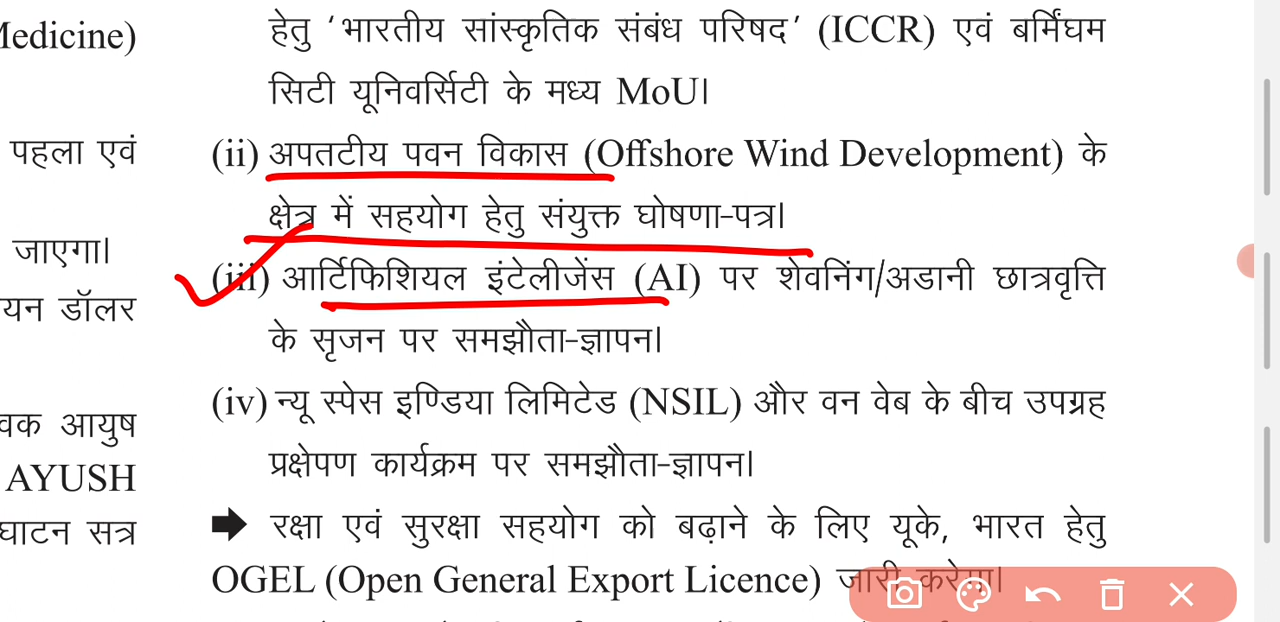 Medicine)
पहला एवं
जाएगा।
यन डॉलर
वक आयुष
AYUSH
घाटन सत्र
हेतु ‘भारतीय सांस्कृतिक संबंध परिषद’ (ICCR) एवं बर्मिंघम
सिटी यूनिवर्सिटी के मध्य MoU।
(ii) अपतटीय पवन विकास (Offshore Wind Development) के
क्षेत्र में सहयोग हेतु संयुक्त घोषणा-पत्र।
(iii) आर्टिफिशियल इंटेलीजेंस (AI) पर शेवनिंग/अडानी छात्रवृत्ति
के सृजन पर समझौता-ज्ञापन।
(iv) न्यू स्पेस इण्डिया लिमिटेड (NSIL) और वन वेब के बीच उपग्रह
प्रक्षेपण कार्यक्रम पर समझौता-ज्ञापन।
➡ रक्षा एवं सुरक्षा सहयोग को बढ़ाने के लिए यूके, भारत हेतु
OGEL (Open General Export Licence) जारी करेगा।